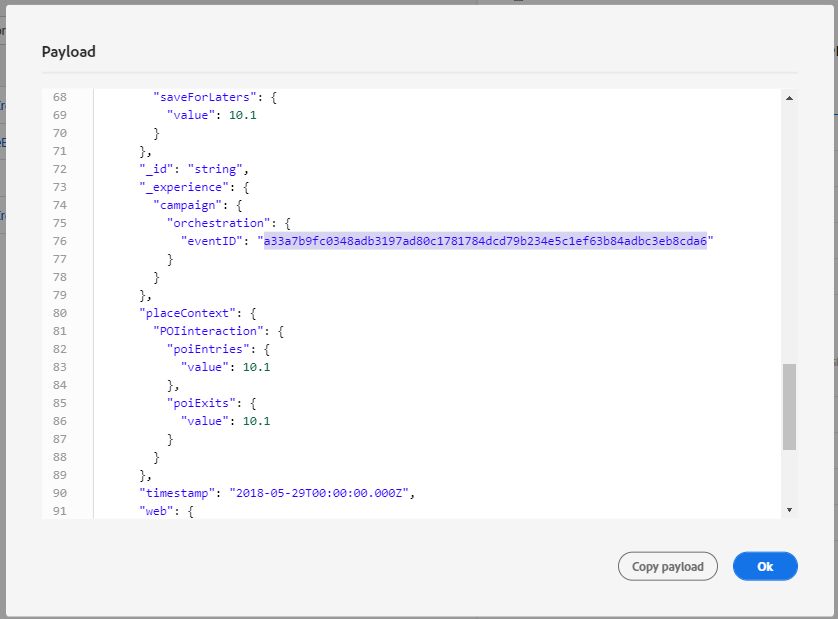 Payload
68 "saveForLaters": {
69 "value": 10.1
70 }
71 },
72 "_id": "string",
73 "_experience": {
74 "campaign": {
75 "orchestration": {
76 "eventID": "a33a7b9fc0348adb3197ad80c1781784dcd79b234e5c1ef63b84adbc3eb8cda6"
77 }
78 }
79 },
80 "placeContext": {
81 "POIinteraction": {
82 "poiEntries": {
83 "value": 10.1
84 },
85 "poiExits": {
86 "value": 10.1
87 }
88 }
89 },
90 "timestamp": "2018-05-29T00:00:00.000Z",
91 "web": {
Copy payload Ok